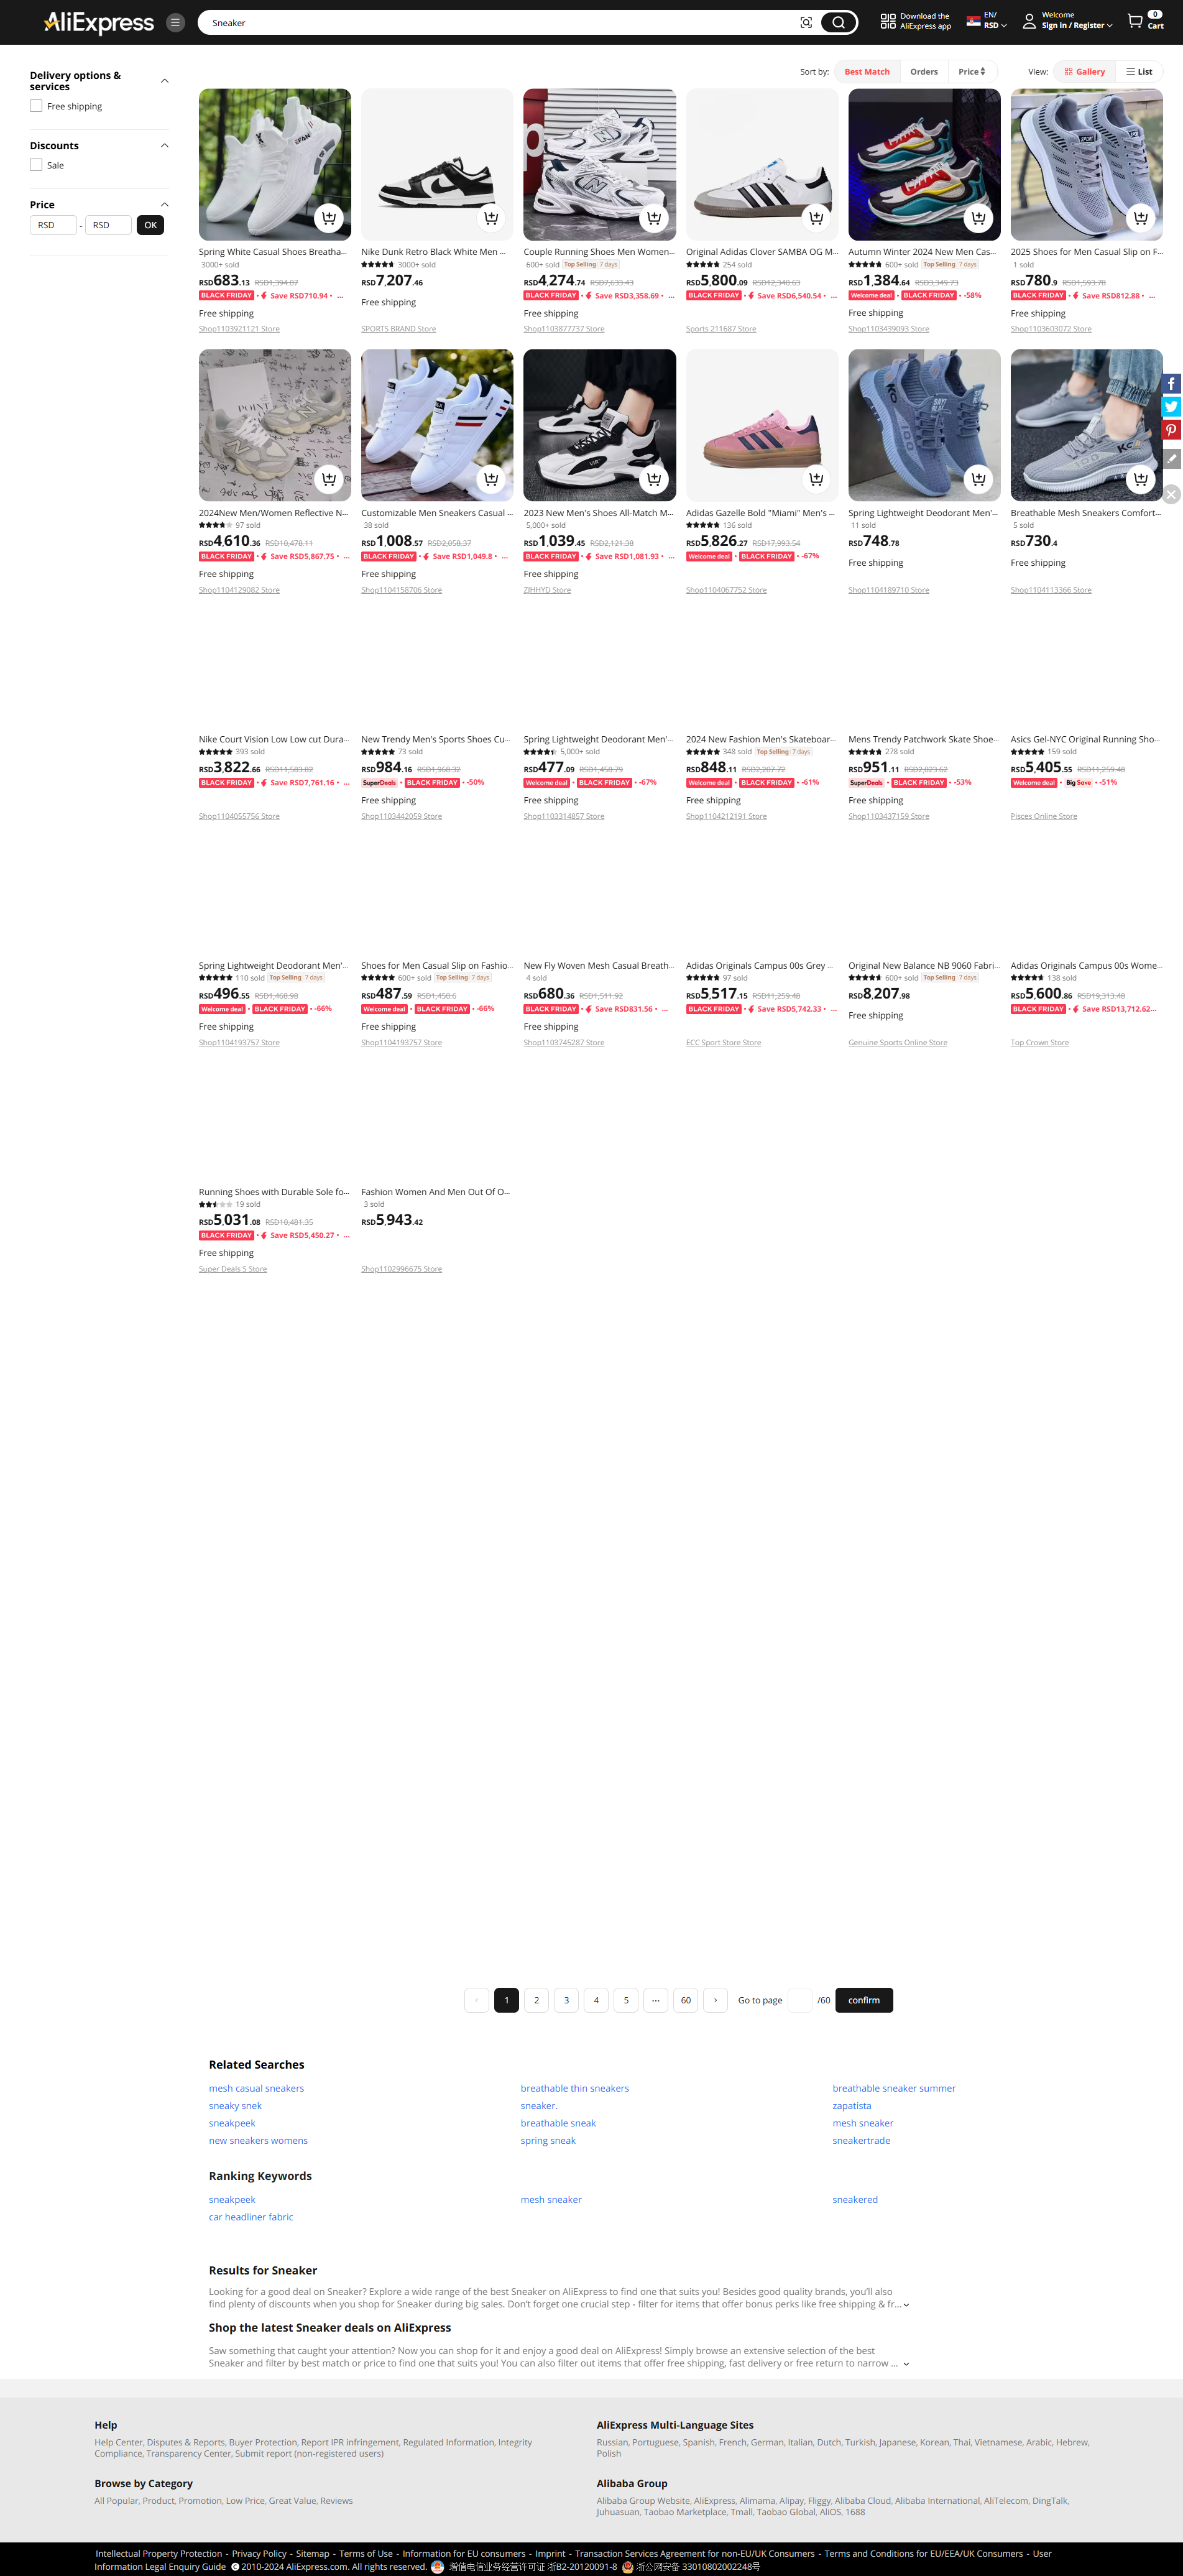 AliExpress
Sneaker
Download the
AliExpress app
EN/
RSD
Welcome
Sign in / Register
0
Cart
Delivery options &
services
Free shipping
Discounts
Sale
Price
RSD - RSD OK
Sort by: Best Match Orders Price View: Gallery List
Spring White Casual Shoes Breatha...
3000+ sold
RSD683.13 RSD1,394.07
BLACK FRIDAY • Save RSD710.94 • ...
Free shipping
Shop1103921121 Store
Nike Dunk Retro Black White Men ...
3000+ sold
RSD7,207.46
Free shipping
SPORTS BRAND Store
Couple Running Shoes Men Women...
600+ sold Top Selling 7 days
RSD4,274.74 RSD7,633.43
BLACK FRIDAY • Save RSD3,358.69 • ...
Free shipping
Shop1103877737 Store
Original Adidas Clover SAMBA OG M...
254 sold
RSD5,800.09 RSD12,340.63
BLACK FRIDAY • Save RSD6,540.54 • ...
Sports 211687 Store
Autumn Winter 2024 New Men Cas...
600+ sold Top Selling 7 days
RSD1,384.64 RSD3,349.73
Welcome deal • BLACK FRIDAY • -58%
Free shipping
Shop1103439093 Store
2025 Shoes for Men Casual Slip on F...
1 sold
RSD780.9 RSD1,593.78
BLACK FRIDAY • Save RSD812.88 • ...
Free shipping
Shop1103603072 Store
2024New Men/Women Reflective N...
97 sold
RSD4,610.36 RSD10,478.11
BLACK FRIDAY • Save RSD5,867.75 • ...
Free shipping
Shop1104129082 Store
Customizable Men Sneakers Casual ...
38 sold
RSD1,008.57 RSD2,058.37
BLACK FRIDAY • Save RSD1,049.8 • ...
Free shipping
Shop1104158706 Store
2023 New Men's Shoes All-Match M...
5,000+ sold
RSD1,039.45 RSD2,121.38
BLACK FRIDAY • Save RSD1,081.93 • ...
Free shipping
ZJHHYD Store
Adidas Gazelle Bold "Miami" Men's ...
136 sold
RSD5,826.27 RSD17,993.54
Welcome deal • BLACK FRIDAY • -67%
Shop1104067752 Store
Spring Lightweight Deodorant Men'...
11 sold
RSD748.78
Free shipping
Shop1104189710 Store
Breathable Mesh Sneakers Comfort...
5 sold
RSD730.4
Free shipping
Shop1104113366 Store
Nike Court Vision Low Low cut Dura...
393 sold
RSD3,822.66 RSD11,583.82
BLACK FRIDAY • Save RSD7,761.16 • ...
Shop1104055756 Store
New Trendy Men's Sports Shoes Cu...
73 sold
RSD984.16 RSD1,968.32
SuperDeals • BLACK FRIDAY • -50%
Free shipping
Shop1103442059 Store
Spring Lightweight Deodorant Men'...
5,000+ sold
RSD477.09 RSD1,450.79
Welcome deal • BLACK FRIDAY • -67%
Free shipping
Shop1103314857 Store
2024 New Fashion Men's Skateboar...
348 sold Top Selling 7 days
RSD848.11 RSD2,207.72
Welcome deal • BLACK FRIDAY • -61%
Free shipping
Shop1104212191 Store
Mens Trendy Patchwork Skate Shoe...
278 sold
RSD951.11 RSD2,023.62
SuperDeals • BLACK FRIDAY • -53%
Free shipping
Shop1103437159 Store
Asics Gel-NYC Original Running Sho...
159 sold
RSD5,405.55 RSD11,259.48
Welcome deal • Big Save • -51%
Pisces Online Store
Spring Lightweight Deodorant Men'...
110 sold Top Selling 7 days
RSD496.55 RSD1,468.98
Welcome deal • BLACK FRIDAY • -66%
Free shipping
Shop1104193757 Store
Shoes for Men Casual Slip on Fashio...
600+ sold Top Selling 7 days
RSD487.59 RSD1,450.6
Welcome deal • BLACK FRIDAY • -66%
Free shipping
Shop1104193757 Store
New Fly Woven Mesh Casual Breath...
4 sold
RSD680.36 RSD1,511.92
BLACK FRIDAY • Save RSD831.56 • ...
Free shipping
Shop1103745287 Store
Adidas Originals Campus 00s Grey ...
97 sold
RSD5,517.15 RSD11,259.48
BLACK FRIDAY • Save RSD5,742.33 • ...
ECC Sport Store Store
Original New Balance NB 9060 Fabri...
600+ sold Top Selling 7 days
RSD8,207.98
Free shipping
Genuine Sports Online Store
Adidas Originals Campus 00s Wome...
138 sold
RSD5,600.86 RSD19,313.48
BLACK FRIDAY • Save RSD13,712.62...
Top Crown Store
Running Shoes with Durable Sole fo...
19 sold
RSD5,031.08 RSD10,481.35
BLACK FRIDAY • Save RSD5,450.27 • ...
Free shipping
Super Deals S Store
Fashion Women And Men Out Of O...
3 sold
RSD5,943.42
Shop1102996675 Store
1 2 3 4 5 ... 60 Go to page /60 confirm
Related Searches
mesh casual sneakers breathable thin sneakers breathable sneaker summer
sneaky snek sneaker. zapatista
sneakpeek breathable sneak mesh sneaker
new sneakers womens spring sneak sneakertrade
Ranking Keywords
sneakpeek mesh sneaker sneakered
car headliner fabric
Results for Sneaker
Looking for a good deal on Sneaker? Explore a wide range of the best Sneaker on AliExpress to find one that suits you! Besides good quality brands, you'll also
find plenty of discounts when you shop for Sneaker during big sales. Don't forget one crucial step - filter for items that offer bonus perks like free shipping & fr...
Shop the latest Sneaker deals on AliExpress
Saw something that caught your attention? Now you can shop for it and enjoy a good deal on AliExpress! Simply browse an extensive selection of the best
Sneaker and filter by best match or price to find one that suits you! You can also filter out items that offer free shipping, fast delivery or free return to narrow ...
Help
Help Center, Disputes & Reports, Buyer Protection, Report IPR infringement, Regulated Information, Integrity
Compliance, Transparency Center, Submit report (non-registered users)
AliExpress Multi-Language Sites
Russian, Portuguese, Spanish, French, German, Italian, Dutch, Turkish, Japanese, Korean, Thai, Vietnamese, Arabic, Hebrew,
Polish
Browse by Category
All Popular, Product, Promotion, Low Price, Great Value, Reviews
Alibaba Group
Alibaba Group Website, AliExpress, Alimama, Alipay, Fliggy, Alibaba Cloud, Alibaba International, AliTelecom, DingTalk,
Juhuasuan, Taobao Marketplace, Tmall, Taobao Global, AliOS, 1688
Intellectual Property Protection - Privacy Policy - Sitemap - Terms of Use - Information for EU consumers - Imprint - Transaction Services Agreement for non-EU/UK Consumers - Terms and Conditions for EU/EEA/UK Consumers - User
Information Legal Enquiry Guide ©2010-2024 AliExpress.com. All rights reserved. 增值电信业务经营许可证 浙B2-20120091-8 浙公网安备 33010802002248号